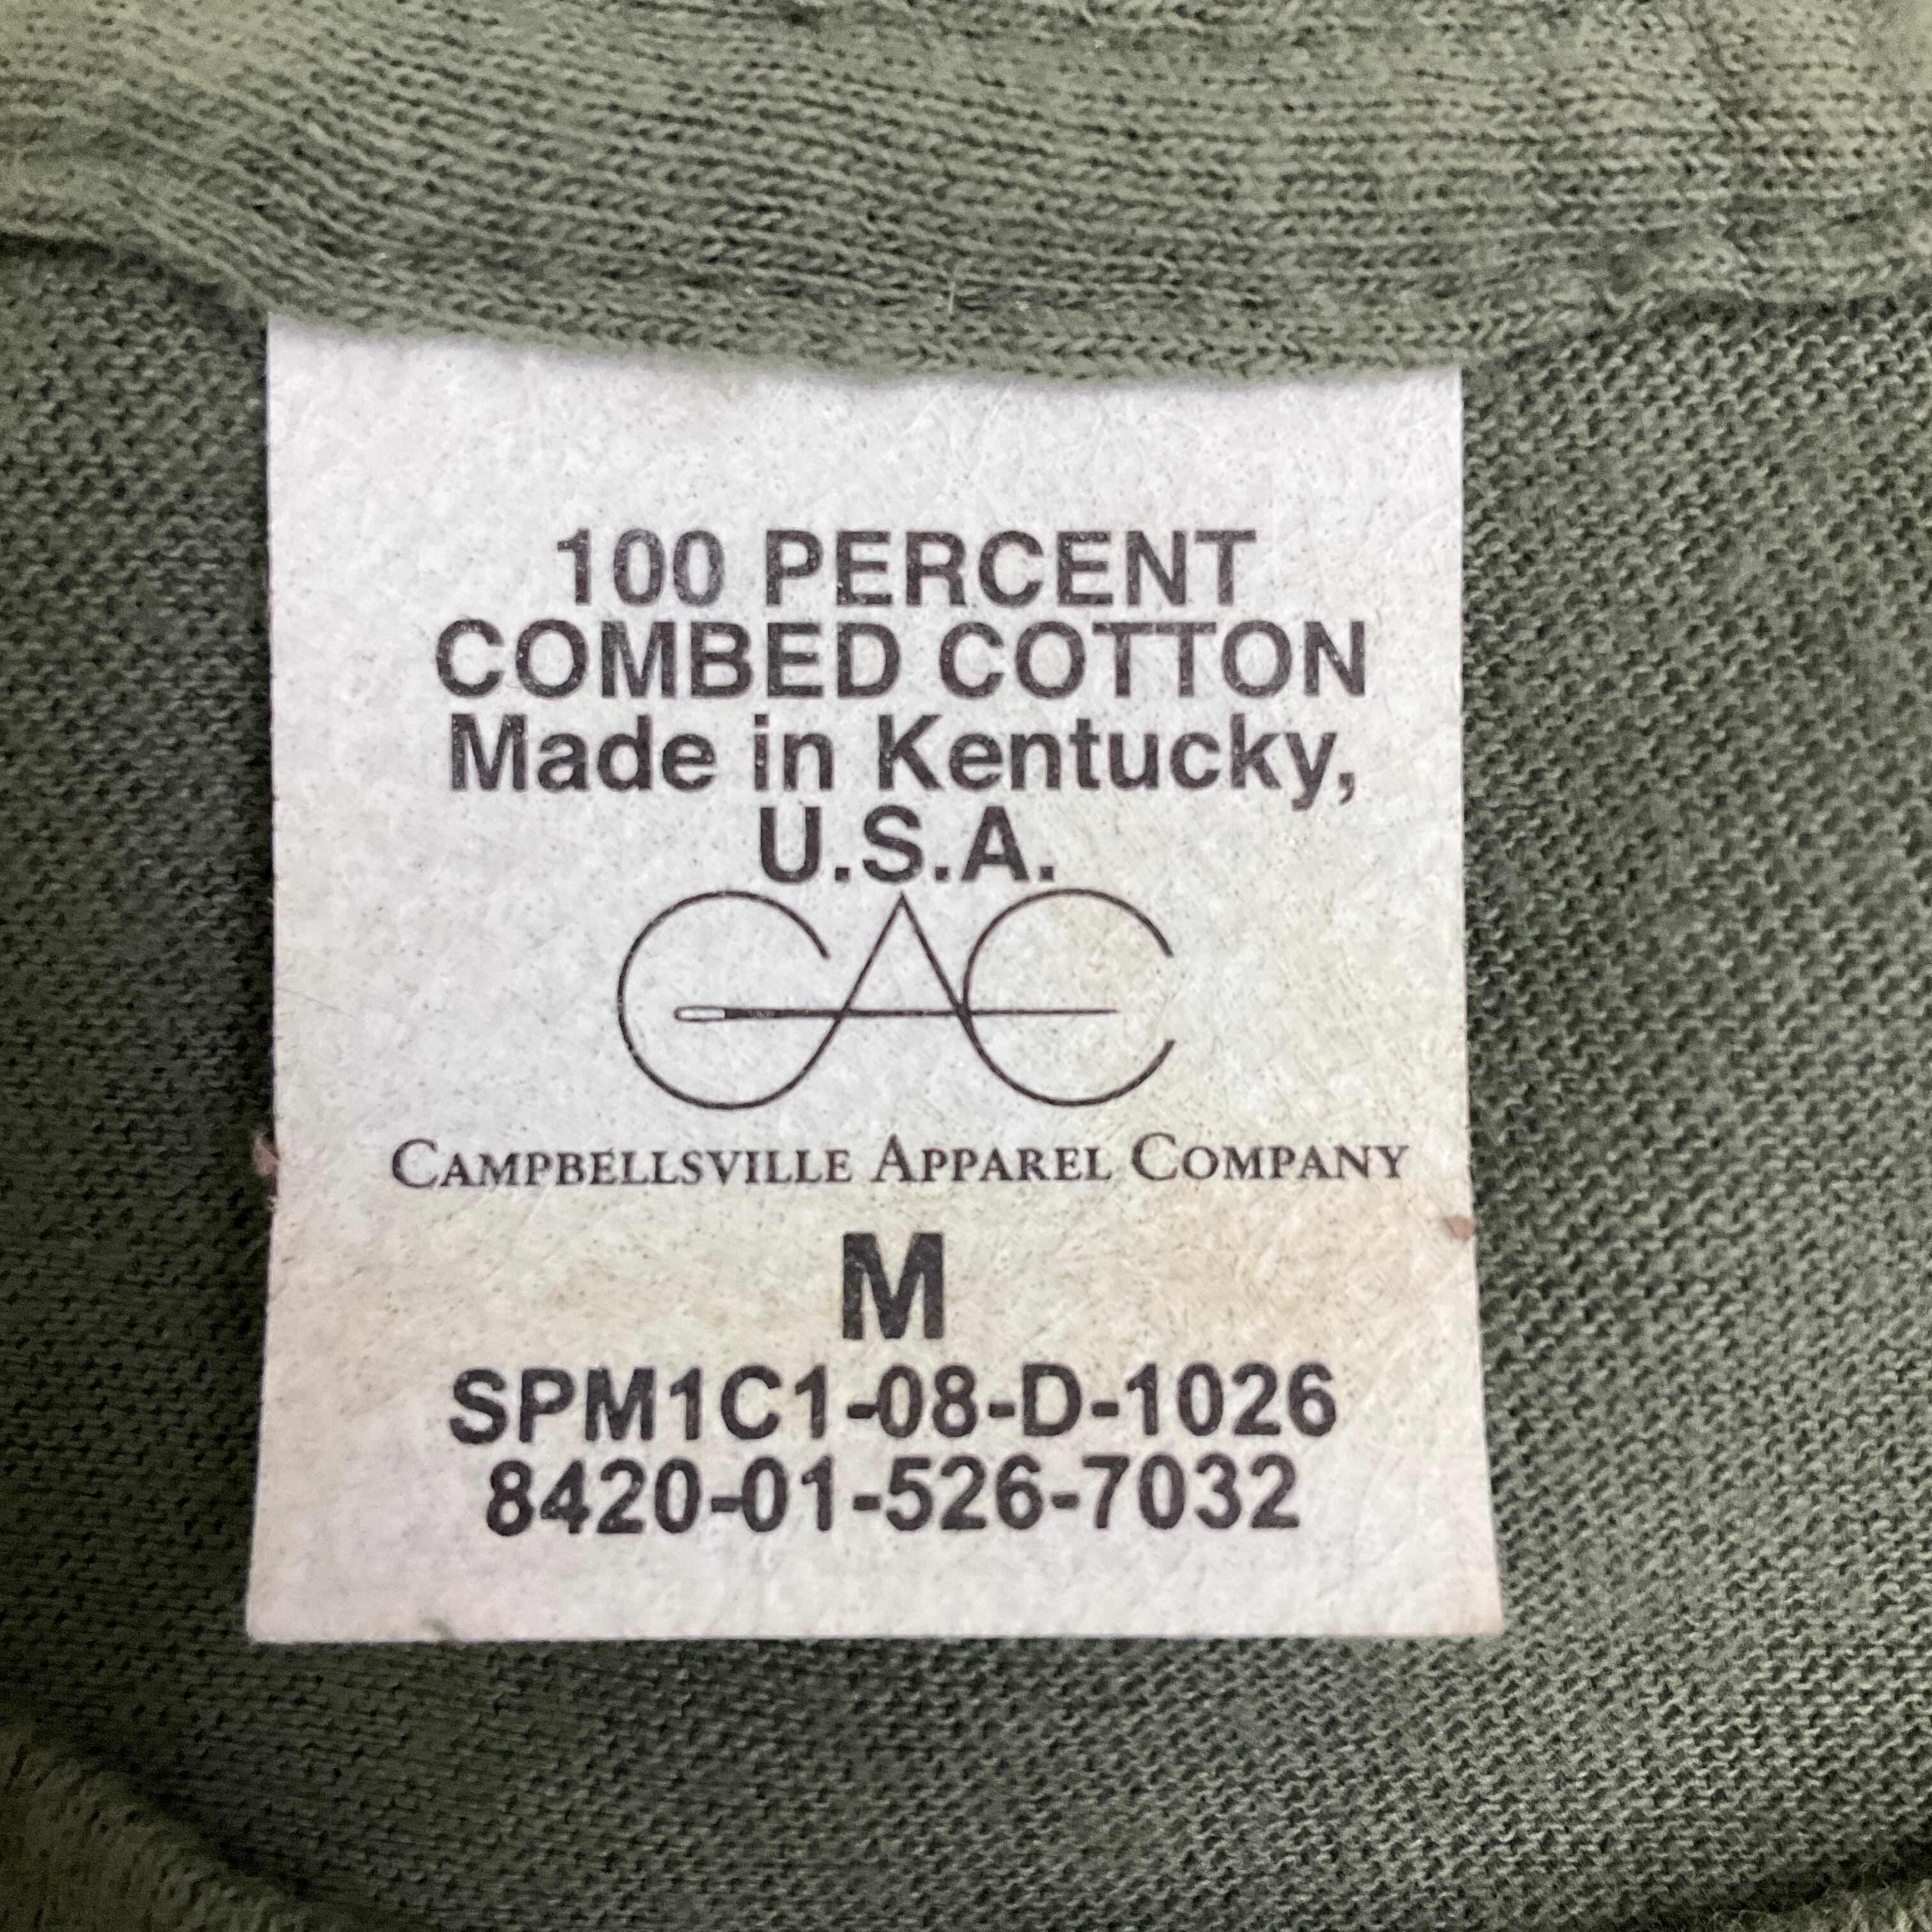 100 PERCENT
COMBED COTTON
Made in Kentucky,
U.S.A.
CAC
CAMPBELLSVILLE APPAREL COMPANY
M
SPM1C1-08-D-1026
8420-01-526-7032